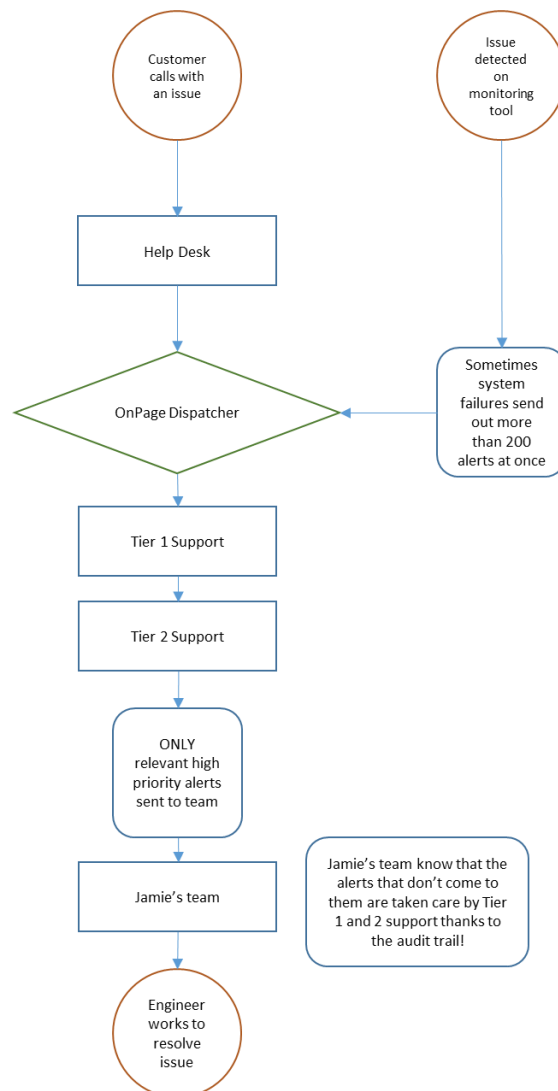 Customer
calls with
an issue
Issue
detected
on
monitoring
tool
Help Desk
Sometimes
system
failures send
out more
than 200
alerts at once
OnPage Dispatcher
Tier 1 Support
Tier 2 Support
ONLY
relevant high
priority alerts
sent to team
Jamie’s team
Jamie’s team know that the
alerts that don’t come to
them are taken care by Tier
1 and 2 support thanks to
the audit trail!
Engineer
works to
resolve
issue